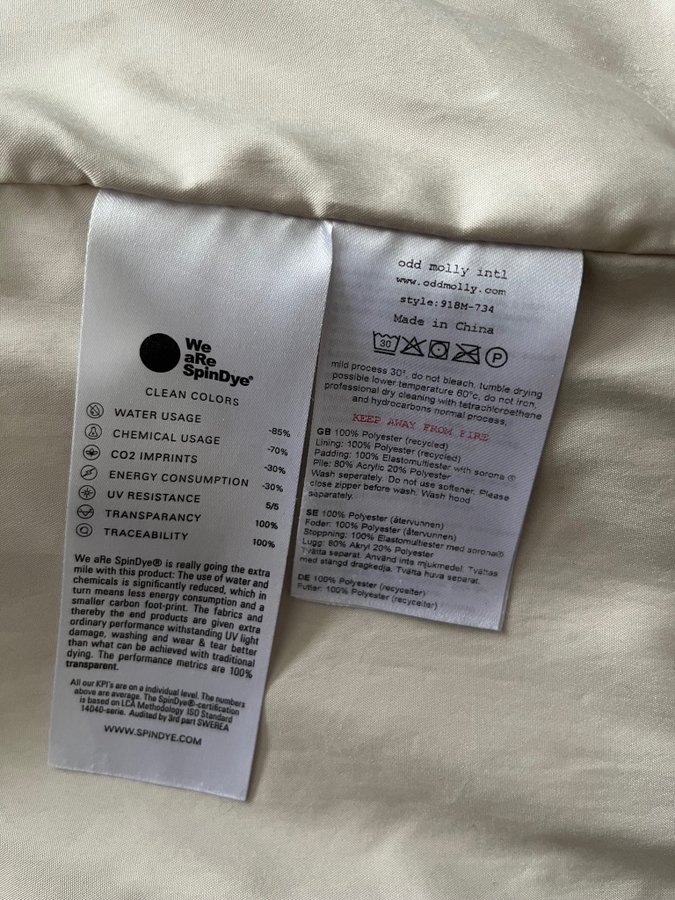 We
aRe
SpinDye®
CLEAN COLORS
WATER USAGE -85%
CHEMICAL USAGE -70%
CO2 IMPRINTS -30%
ENERGY CONSUMPTION -30%
UV RESISTANCE 5/5
TRANSPARANCY 100%
TRACEABILITY 100%
We aRe SpinDye® is really going the extra
mile with this product: The use of water and
chemicals is significantly reduced, which in
turn means less energy consumption and a
smaller carbon foot-print. The fabrics and
thereby the end products are given extra
ordinary performance withstanding UV light
damage, washing and wear & tear better
than what can be achieved with traditional
dying. The performance metrics are 100%
transparent.
All our KPI's are on a individual level. The numbers
above are average. The SpinDye®-certification
is based on LCA Methodology ISO Standard
14040-serie. Audited by 3rd part SWEREA
WWW.SPINDYE.COM
odd molly intl
www.oddmolly.com
style:918M-734
Made in China
30 P
mild process 30°, do not bleach, tumble drying
possible lower temperature 60°c, do not iron,
professional dry cleaning with tetrachloroethene
and hydrocarbons normal process,
KEEP AWAY FROM FIRE
GB 100% Polyester (recycled)
Lining: 100% Polyester (recycled)
Padding: 100% Elastomultiester with sorona ®
Pile: 80% Acrylic 20% Polyester
Wash seperately. Do not use softener. Please
close zipper before wash. Wash hood
separately.
SE 100% Polyester (återvunnen)
Foder: 100% Polyester (återvunnen)
Stoppning: 100% Elastomultiester med sorona®
Lugg: 80% Akryl 20% Polyester
Tvätta separat. Använd inte mjukmedel. Tvättas
med stängd dragkedja. Tvätta huva separat.
DE 100% Polyester (recycelter)
Futter: 100% Polyester (recycelter)